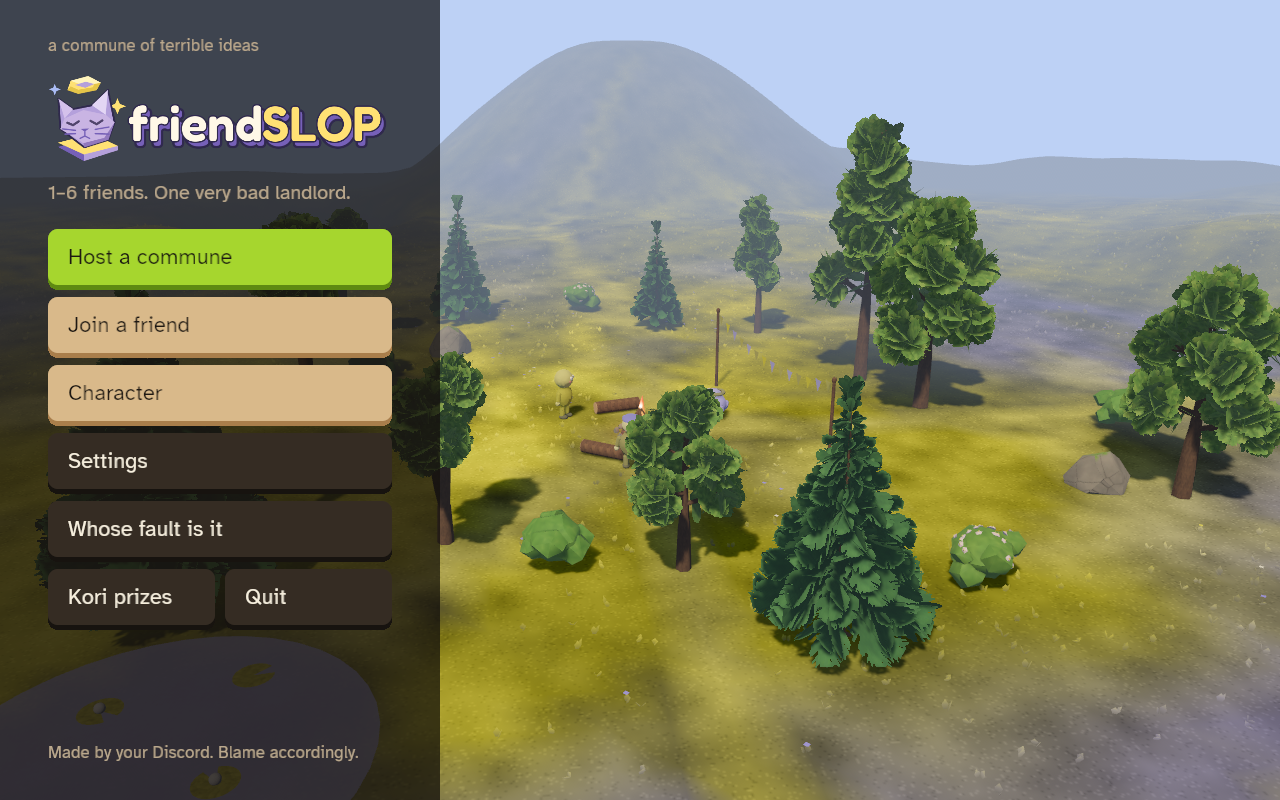 a commune of terrible ideas
friendSLOP
1–6 friends. One very bad landlord.
Host a commune
Join a friend
Character
Settings
Whose fault is it
Kori prizes
Quit
Made by your Discord. Blame accordingly.